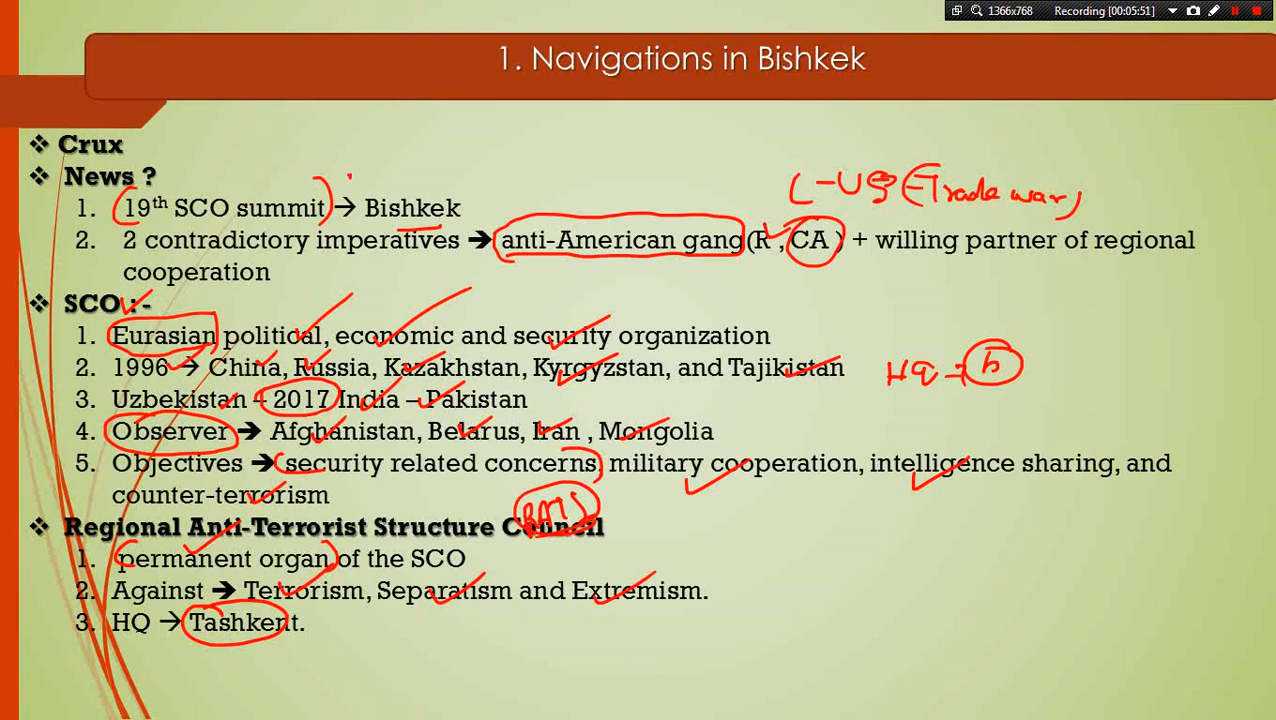 1366x768 Recording [00:05:51]
1. Navigations in Bishkek
❖ Crux
❖ News ?
(-Trade war)
1. 19th SCO summit → Bishkek
2. 2 contradictory imperatives ➔ anti-American gang (R , CA ) + willing partner of regional
cooperation
❖ SCO : -
1. Eurasian political, economic and security organization
2. 1996 → China, Russia, Kazakhstan, Kyrgyzstan, and Tajikistan
HQ -
3. Uzbekistan – 2017 India – Pakistan
4. Observer ➔ Afghanistan, Belarus, Iran , Mongolia
5. Objectives ➔ security related concerns, military cooperation, intelligence sharing, and
counter-terrorism
RATS
❖ Regional Anti-Terrorist Structure Council
1. permanent organ of the SCO
2. Against ➔ Terrorism, Separatism and Extremism.
3. HQ → Tashkent.